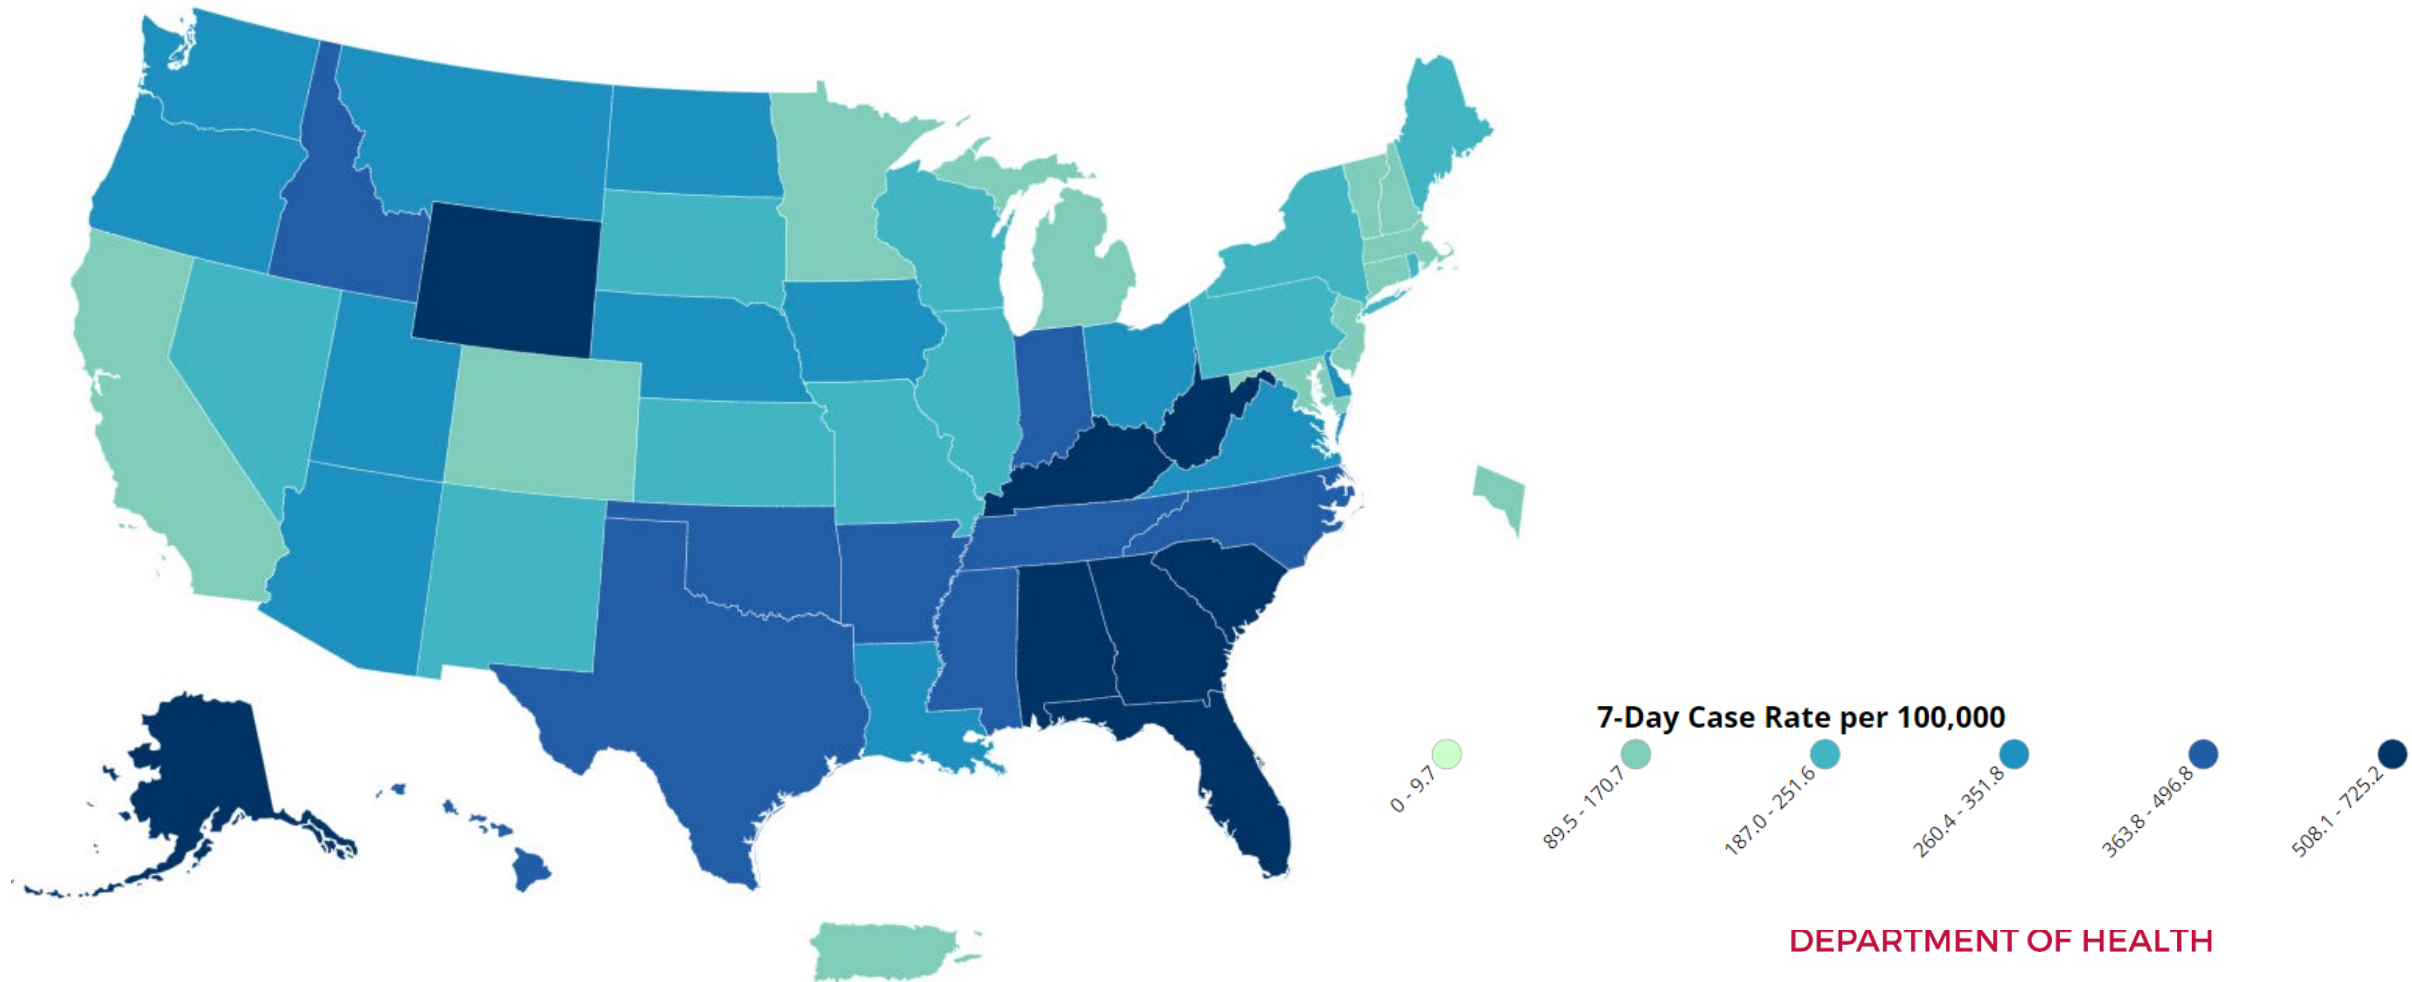 7-Day Case Rate per 100,000
0 - 9.7
89.5 - 170.7
187.0 - 251.6
260.4 - 351.8
363.8 - 496.8
508.1 - 725.2
DEPARTMENT OF HEALTH